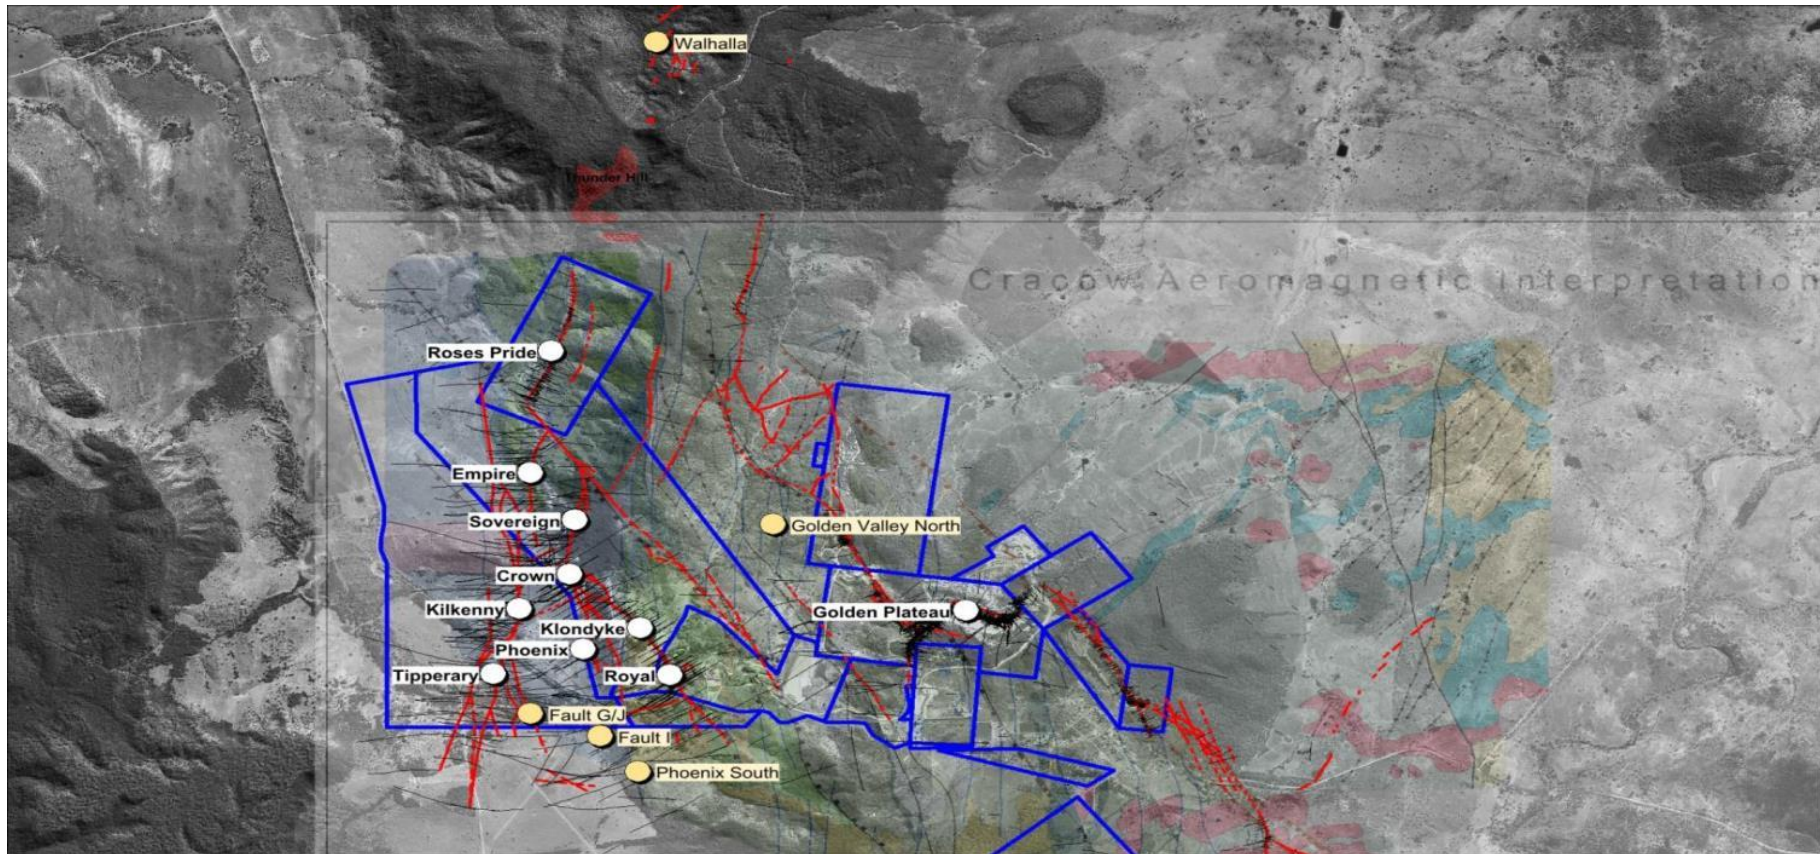 Walhalla
Thunder Hill
Cracow Aeromagnetic Interpretation
Roses Pride
Empire
Sovereign
Golden Valley North
Crown
Kilkenny
Golden Plateau
Klondyke
Phoenix
Tipperary
Royal
Fault G/J
Fault I
Phoenix South